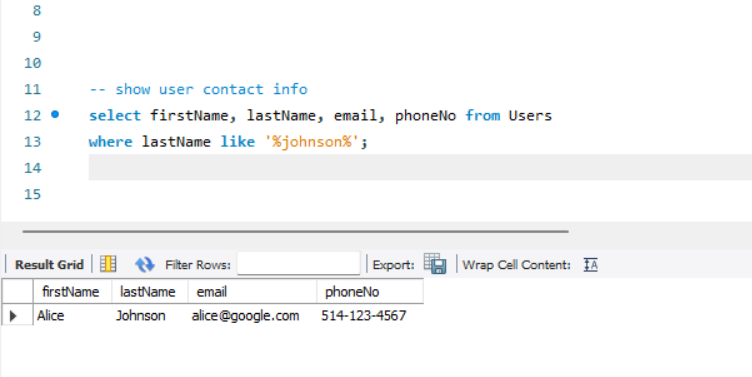 8
9
10
11 -- show user contact info
12 select firstName, lastName, email, phoneNo from Users
13 where lastName like '%johnson%';
14
15
Result Grid Filter Rows: Export: Wrap Cell Content: IA
firstName lastName email phoneNo
Alice Johnson alice@google.com 514-123-4567